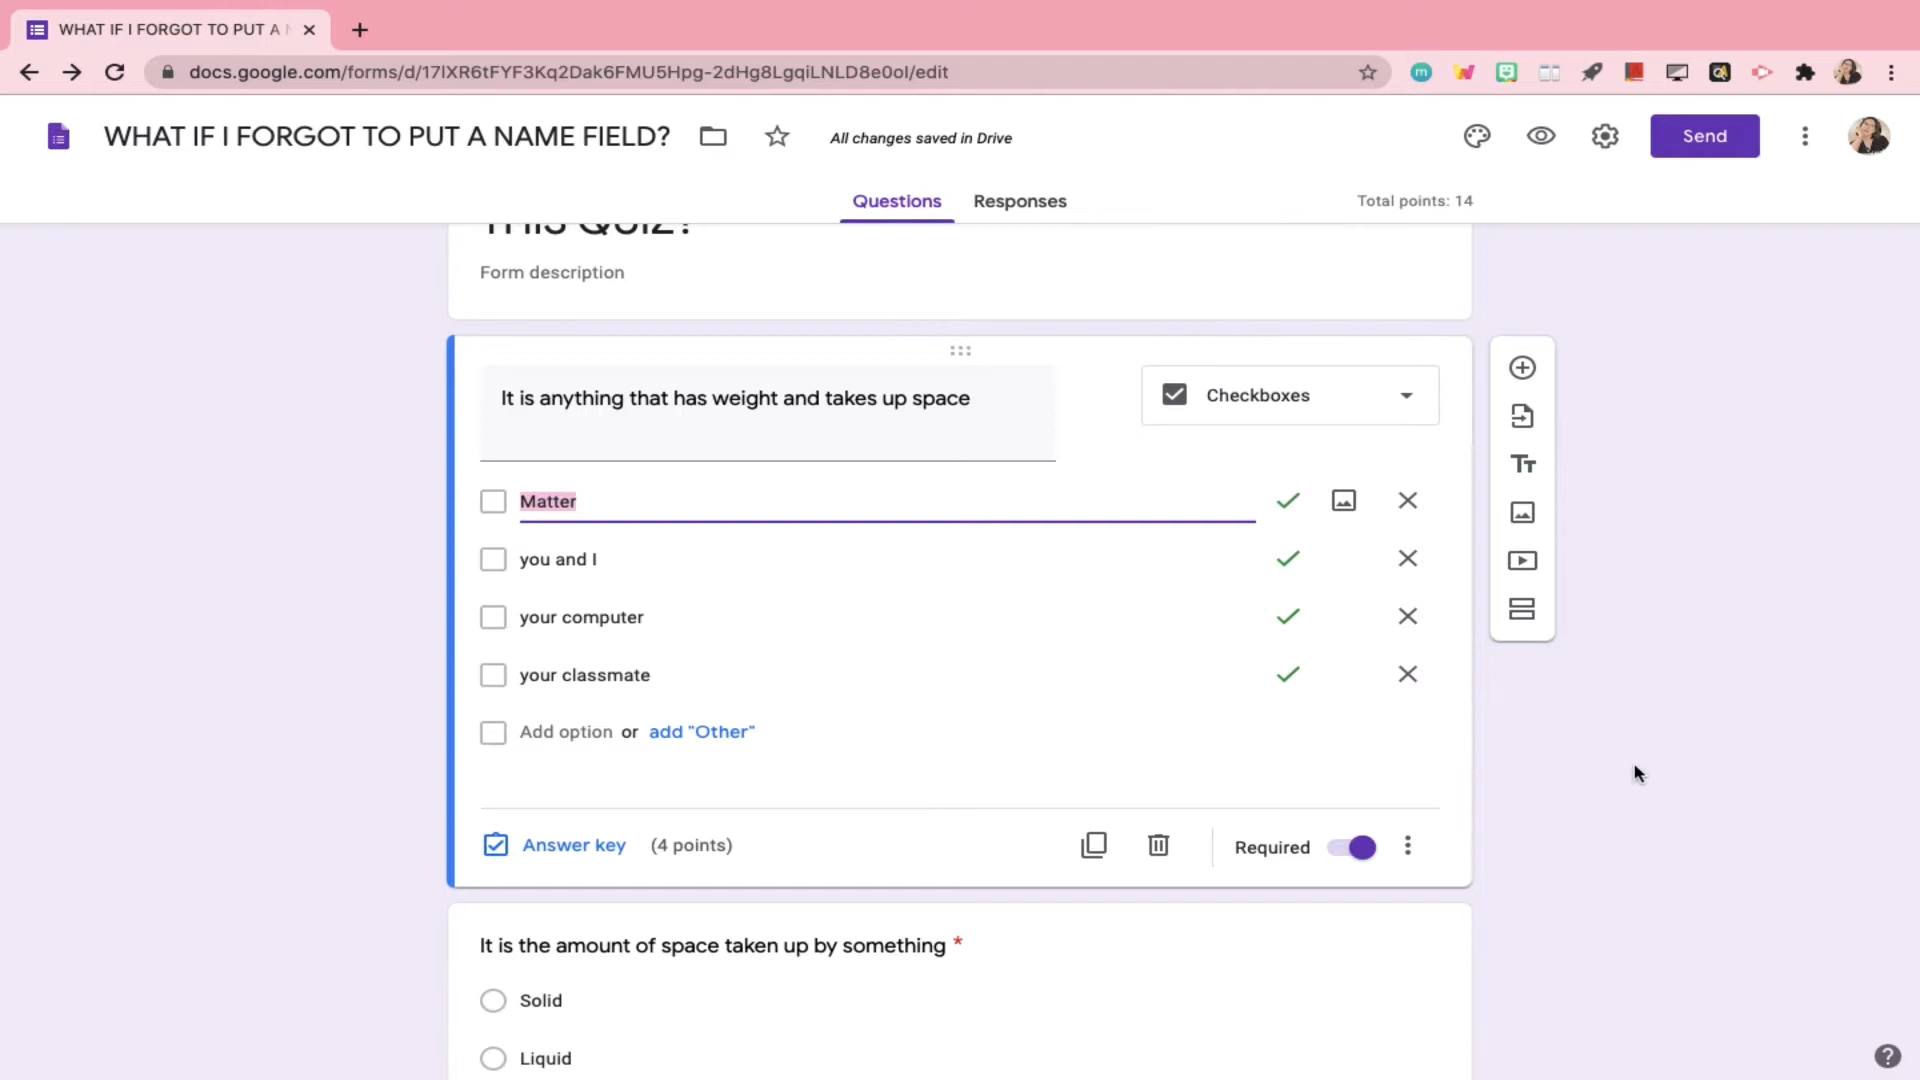 WHAT IF I FORGOT TO PUT A
docs.google.com/forms/d/17lXR6tFYF3Kq2Dak6FMU5Hpg-2dHg8LgqiLNLD8e0oI/edit
WHAT IF I FORGOT TO PUT A NAME FIELD?
All changes saved in Drive
Send
Questions
Responses
Total points: 14
THIS QUIZ?
Form description
It is anything that has weight and takes up space
Checkboxes
Matter
you and I
your computer
your classmate
Add option or add "Other"
Answer key (4 points)
Required
It is the amount of space taken up by something *
Solid
Liquid